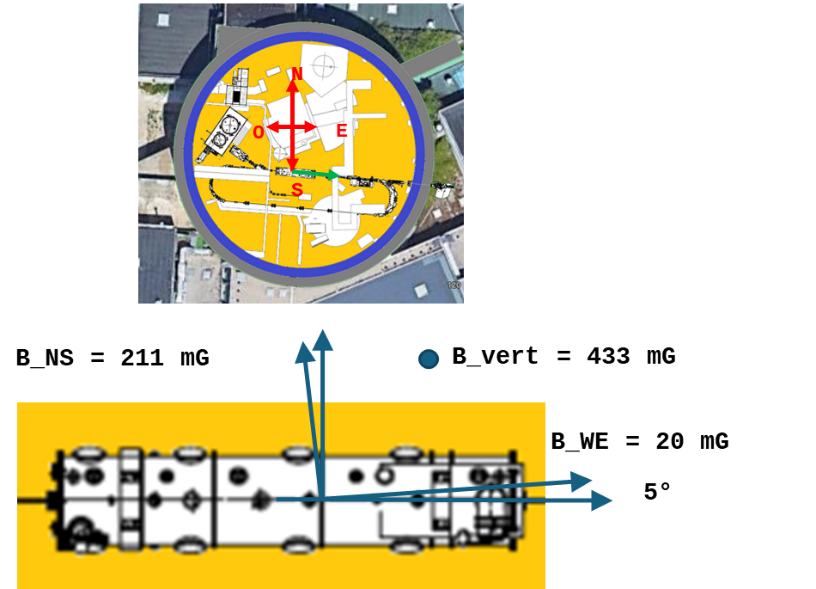 N
O
E
S
B_NS = 211 mG
B_vert = 433 mG
B_WE = 20 mG
5°